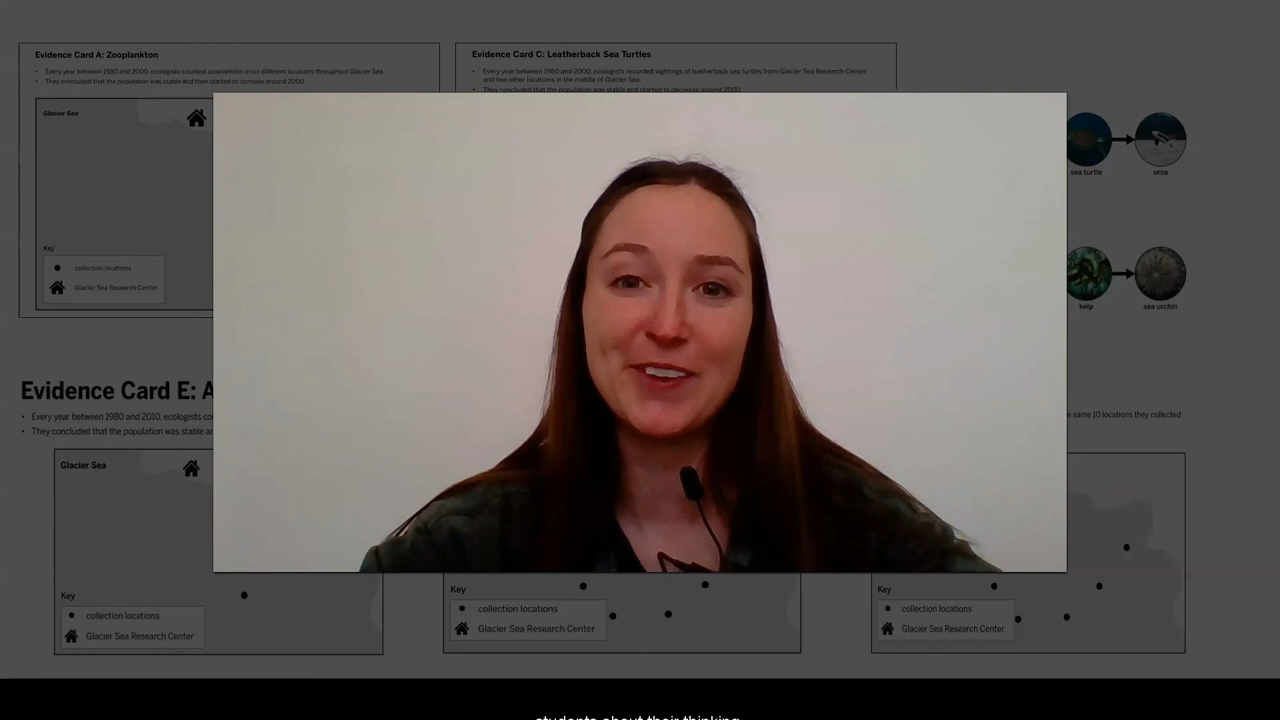 Evidence Card A: Zooplankton
• Every year between 1980 and 2000, ecologists counted zooplankton in six different locations throughout Glacier Sea.
• They concluded that the population was stable and then started to increase around 2000.
Glacier Sea
Key
collection locations
Glacier Sea Research Center
Evidence Card C: Leatherback Sea Turtles
• Every year between 1980 and 2000, ecologists recorded sightings of leatherback sea turtles from Glacier Sea Research Center
and two other locations in the middle of Glacier Sea.
• They concluded that the population was stable and started to decrease around 2000.
sea turtle
orca
kelp
sea urchin
Evidence Card E:
• Every year between 1980 and 2010, ecologists
• They concluded that the population was stable
same 10 locations they collected
Glacier Sea
Key
collection locations
Glacier Sea Research Center
Key
collection locations
Glacier Sea Research Center
Key
collection locations
Glacier Sea Research Center
students about their thinking